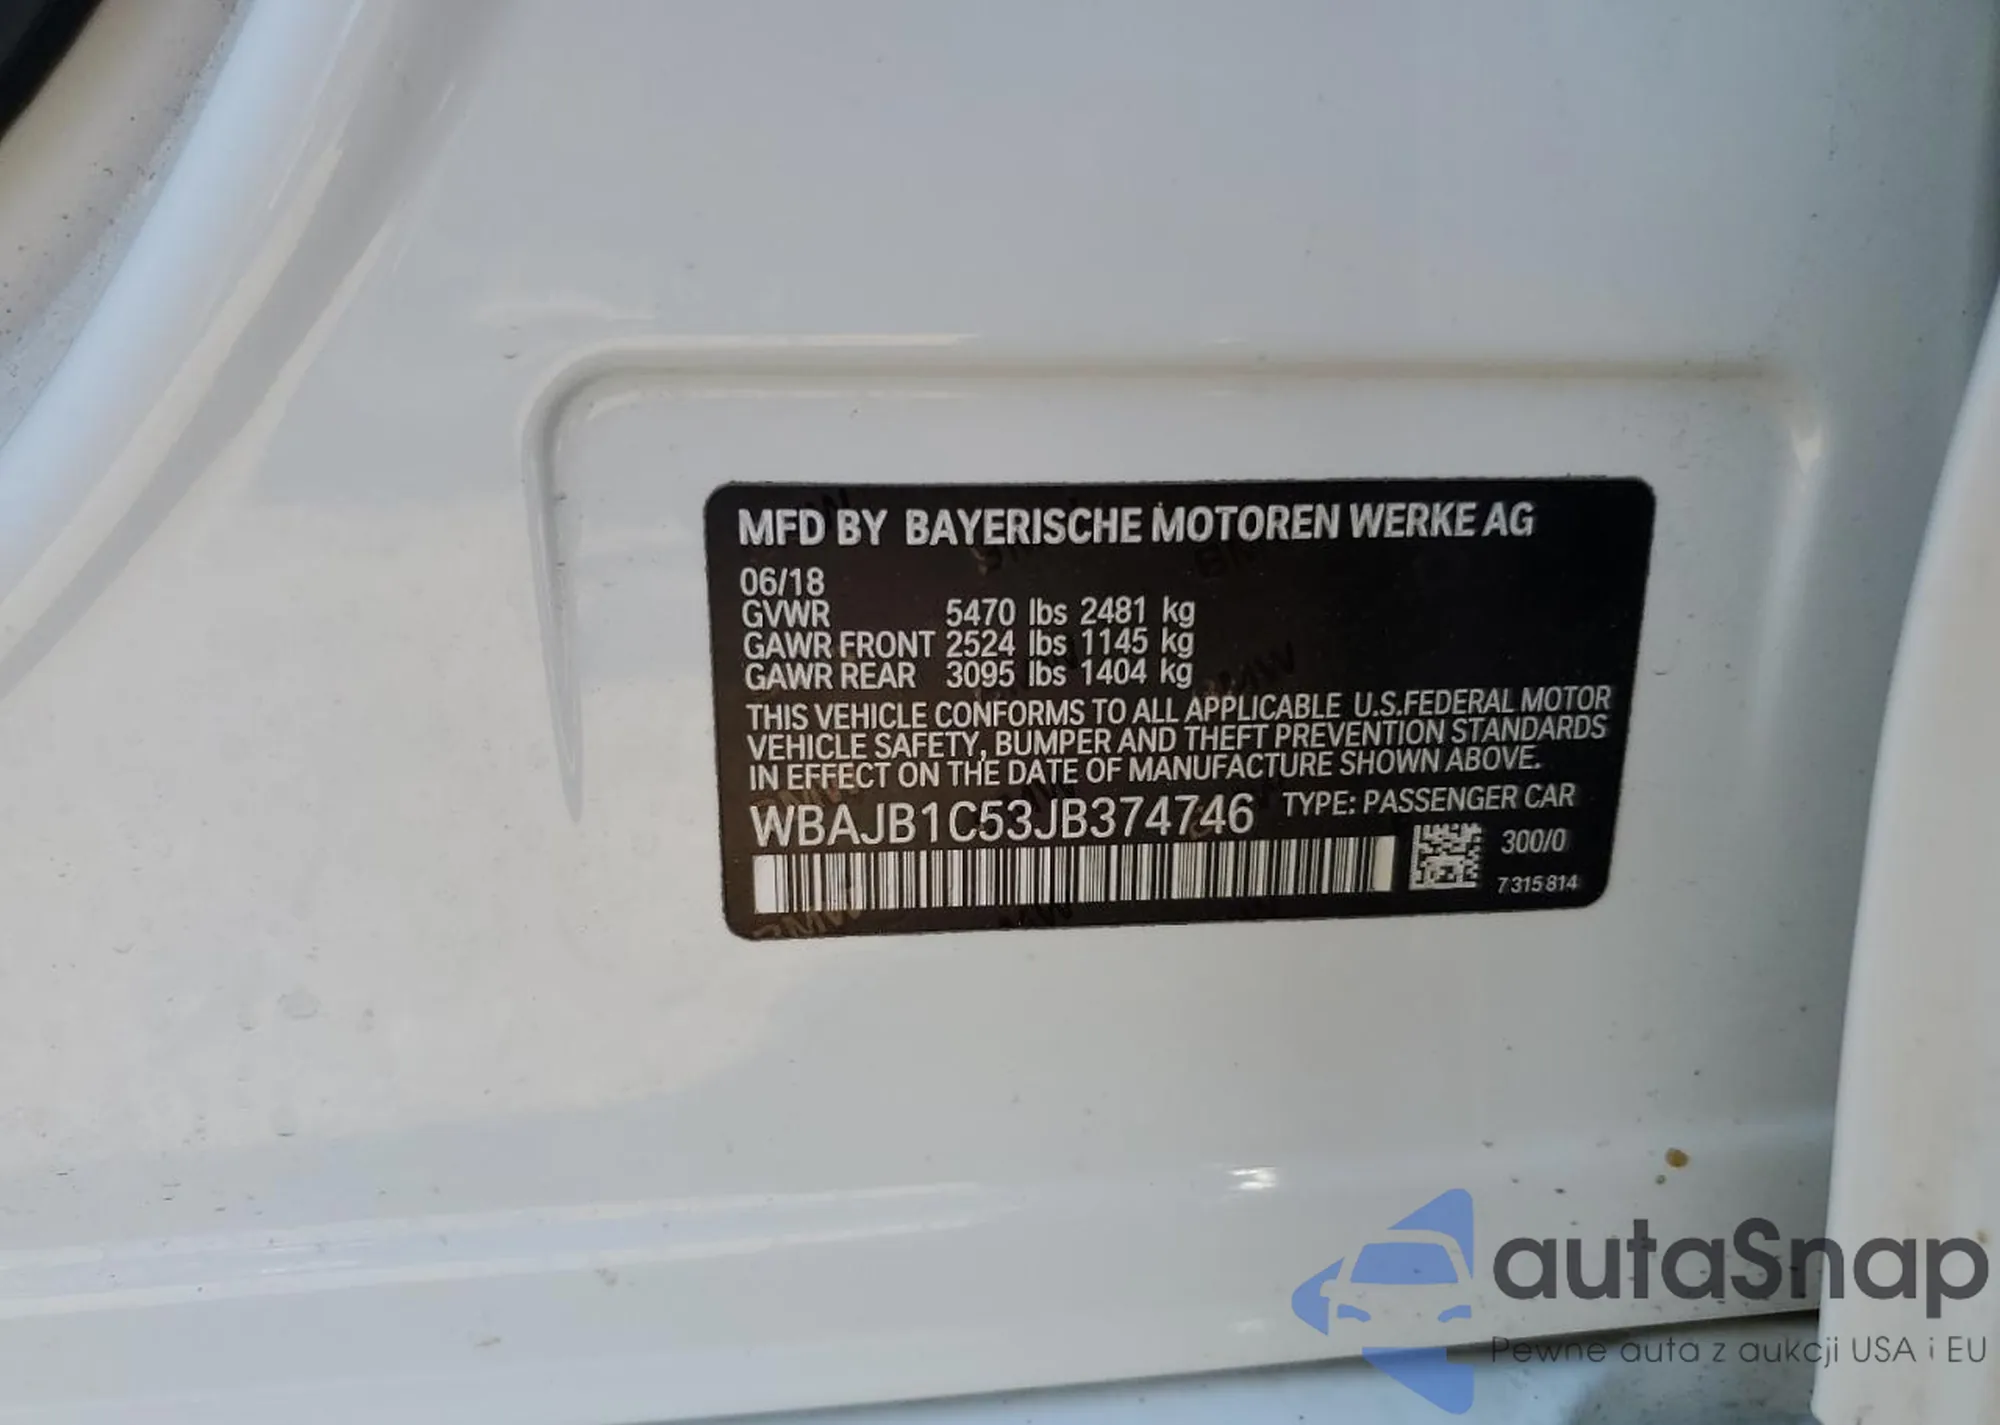 MFD BY BAYERISCHE MOTOREN WERKE AG
06/18
GVWR 5470 lbs 2481 kg
GAWR FRONT 2524 lbs 1145 kg
GAWR REAR 3095 lbs 1404 kg
THIS VEHICLE CONFORMS TO ALL APPLICABLE U.S.FEDERAL MOTOR
VEHICLE SAFETY, BUMPER AND THEFT PREVENTION STANDARDS
IN EFFECT ON THE DATE OF MANUFACTURE SHOWN ABOVE.
WBAJB1C53JB374746 TYPE: PASSENGER CAR
300/0
7 315 814
autaSnap
Pewne auta z aukcji USA i EU